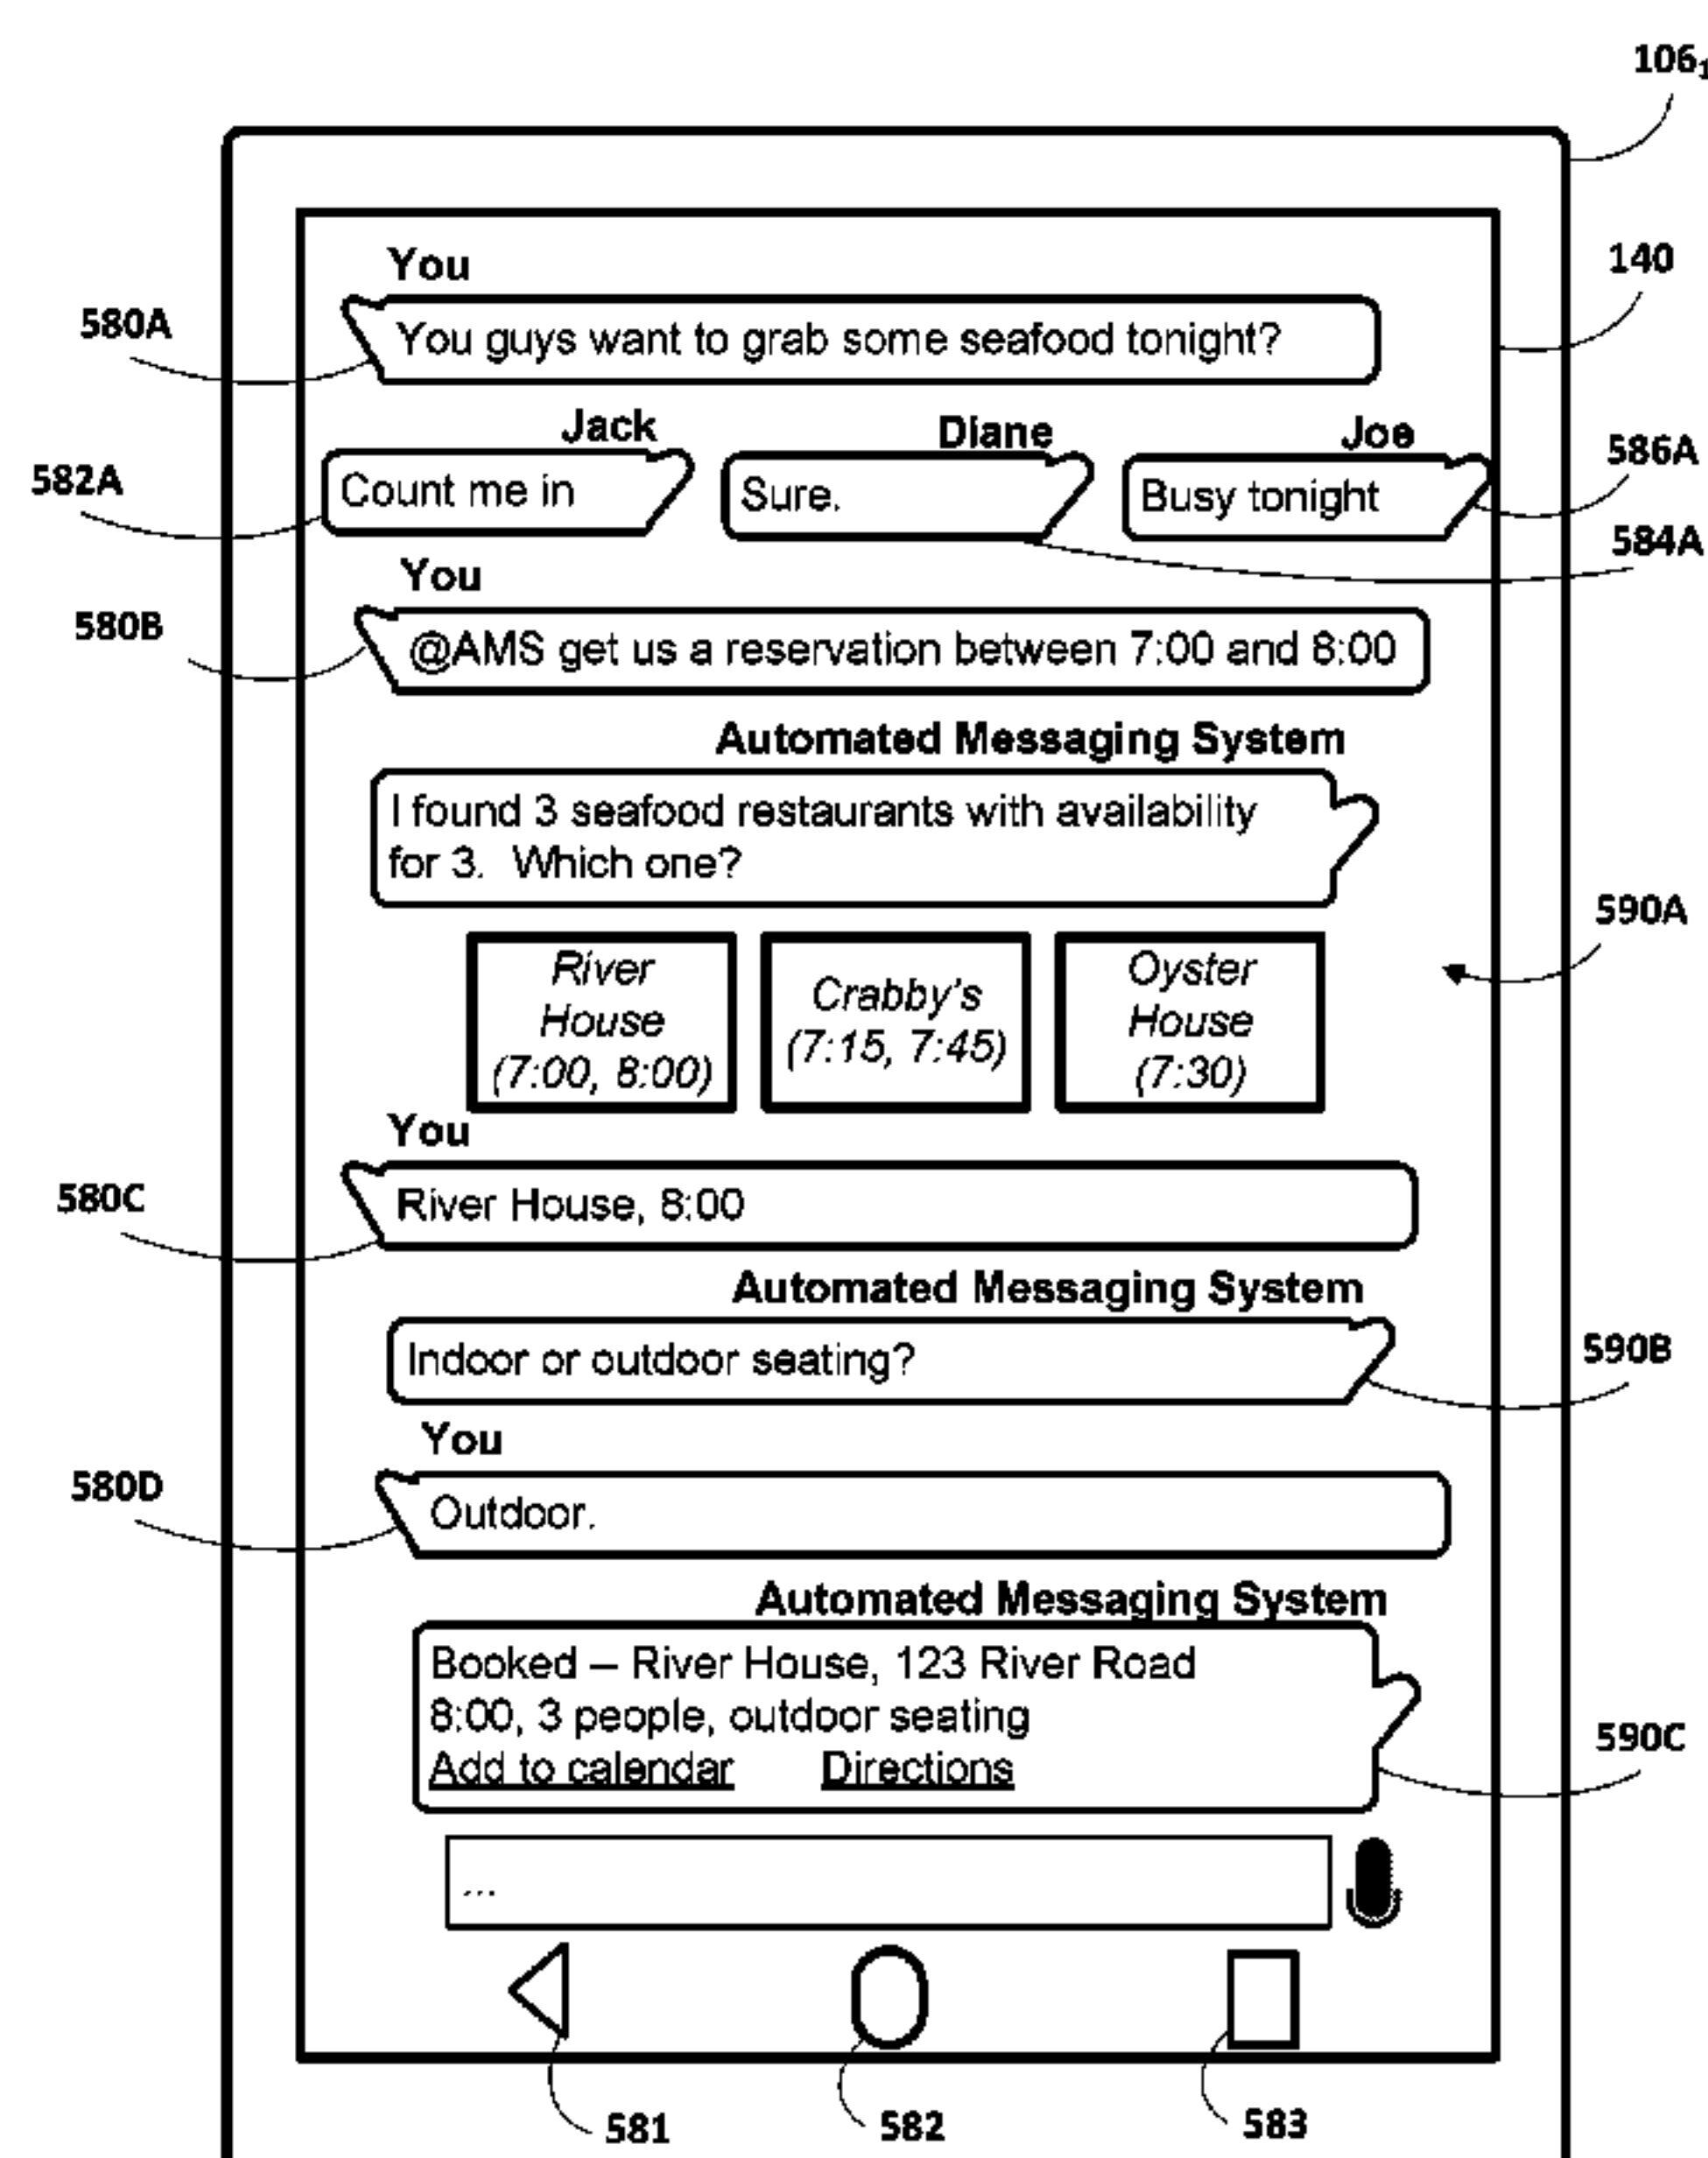 106₁
You
140
580A
You guys want to grab some seafood tonight?
Jack
Diane
Joe
582A
Count me in
Sure.
Busy tonight
586A
584A
You
580B
@AMS get us a reservation between 7:00 and 8:00
Automated Messaging System
I found 3 seafood restaurants with availability
for 3. Which one?
590A
River
House
(7:00, 8:00)
Crabby's
(7:15, 7:45)
Oyster
House
(7:30)
You
580C
River House, 8:00
Automated Messaging System
Indoor or outdoor seating?
590B
You
580D
Outdoor.
Automated Messaging System
Booked – River House, 123 River Road
8:00, 3 people, outdoor seating
Add to calendar Directions
590C
...
581
582
583